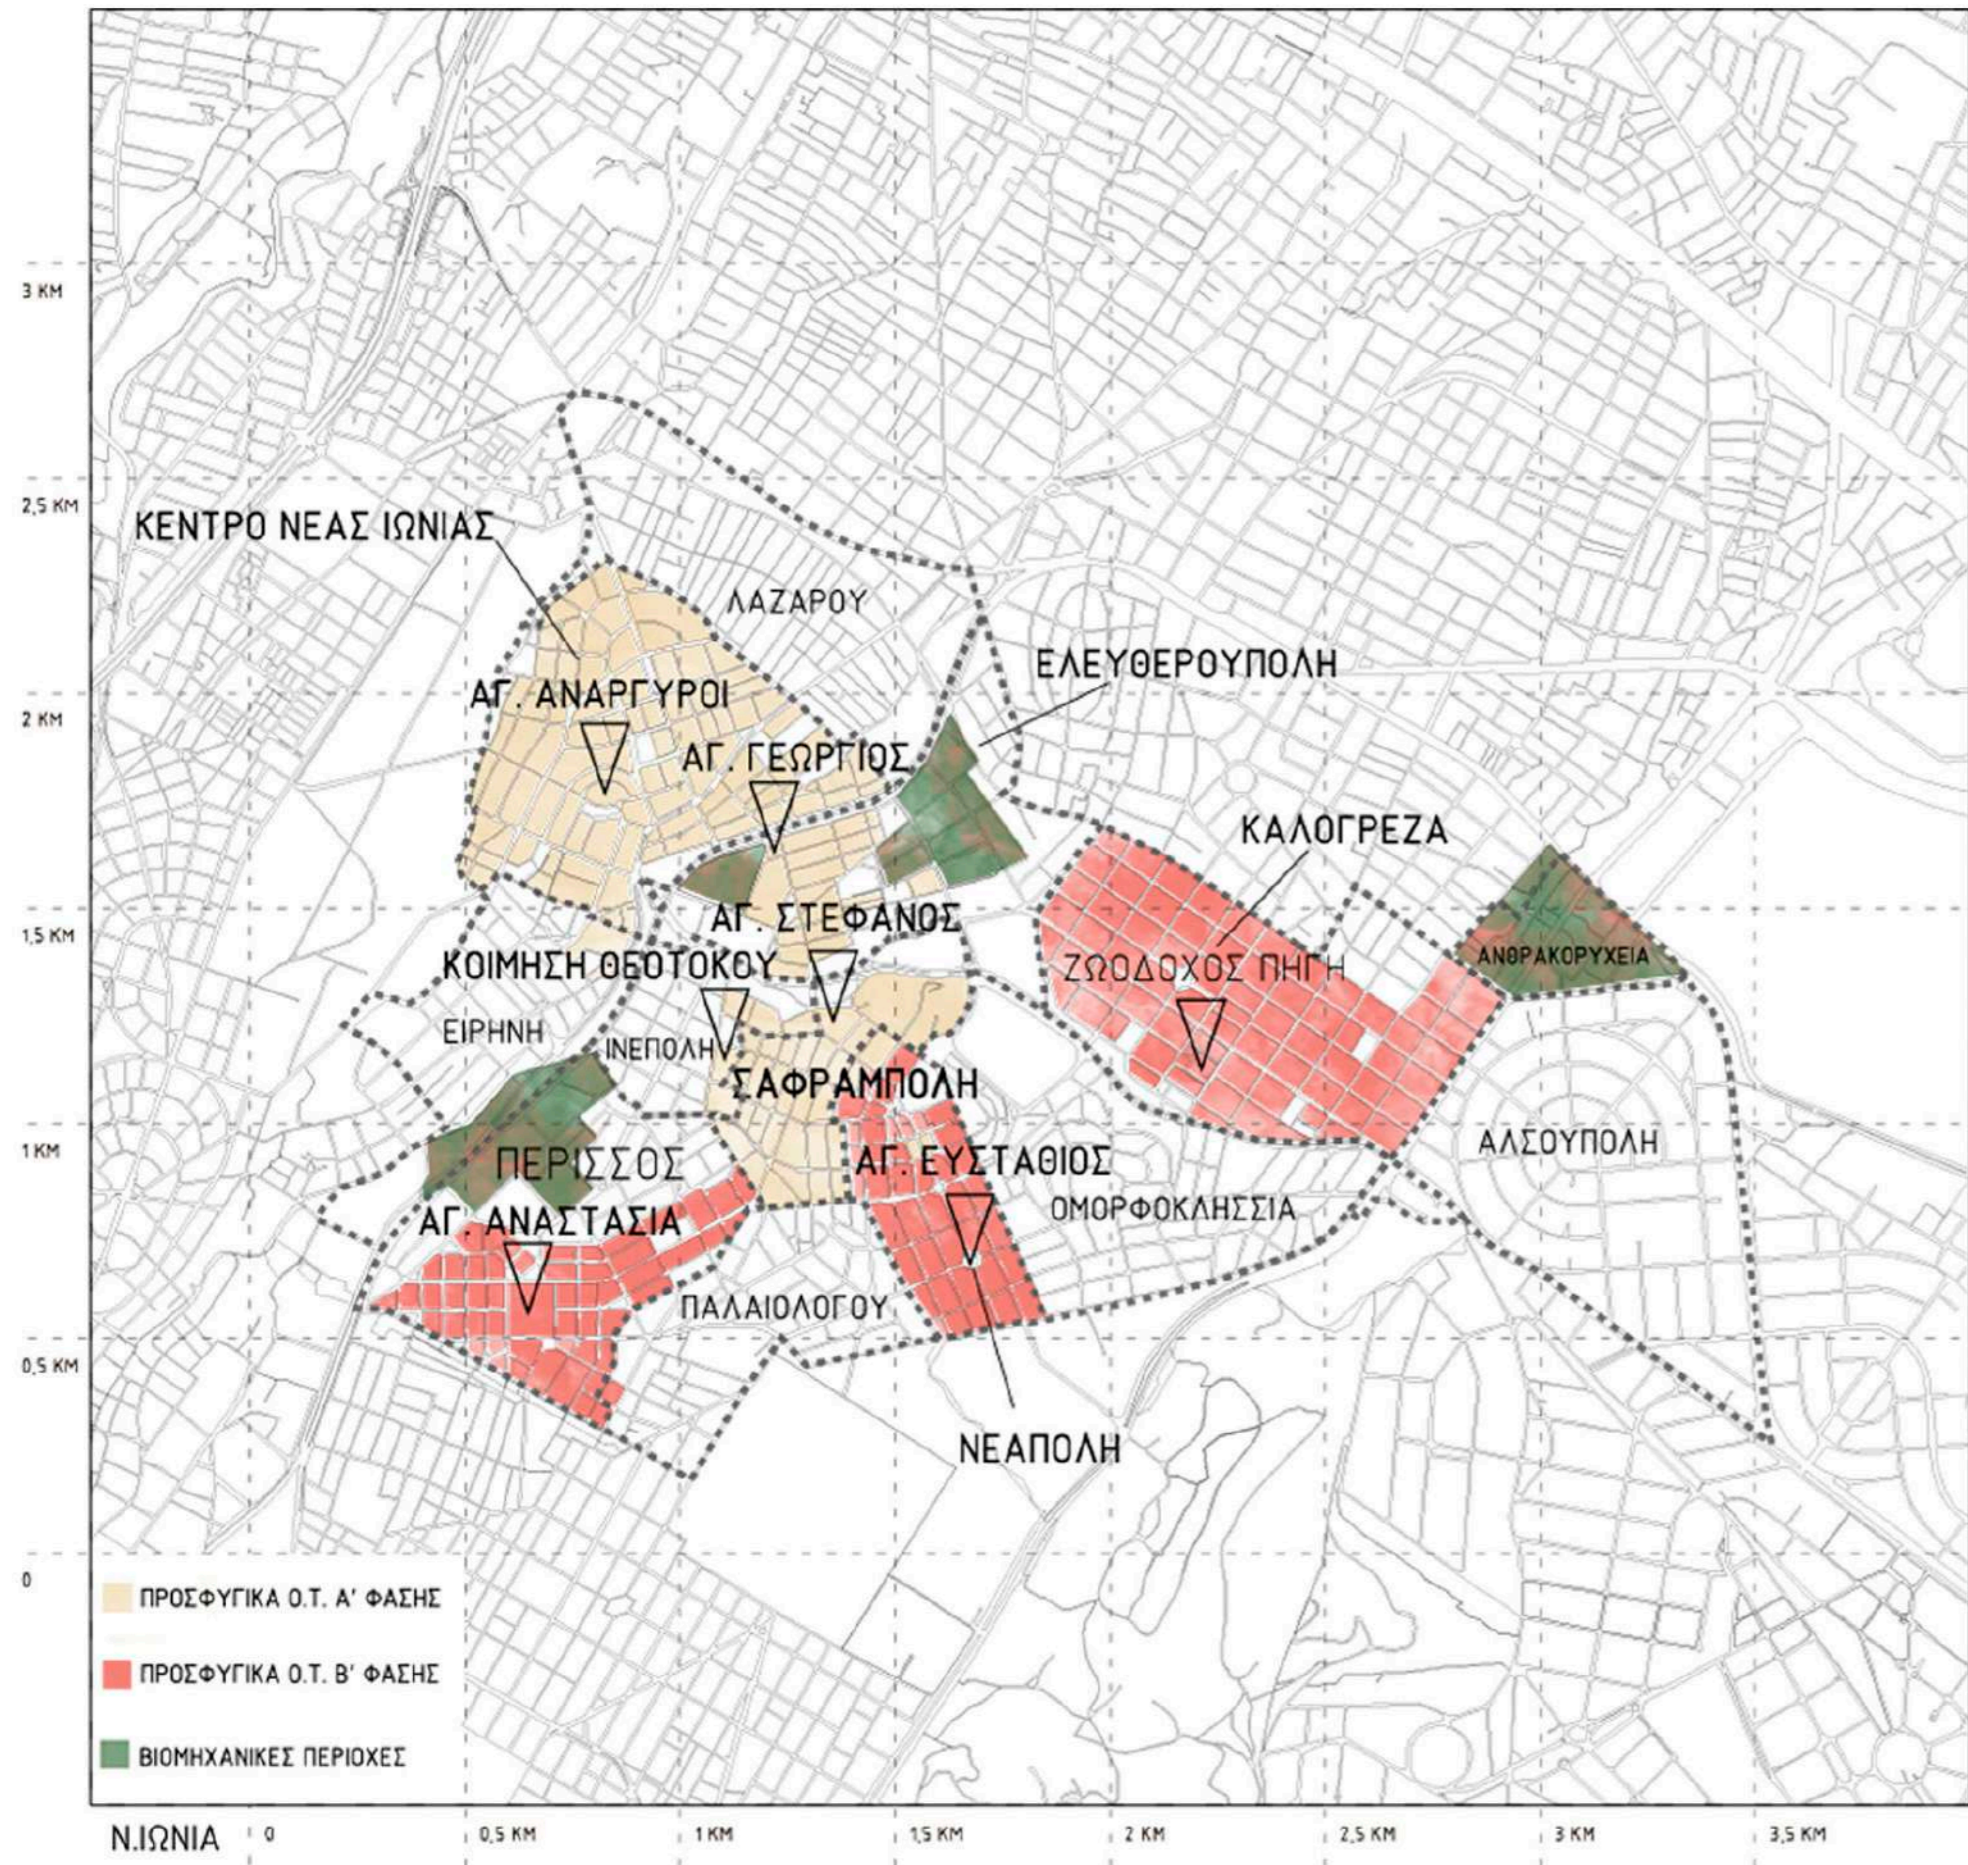 3 KM
2,5 KM
ΚΕΝΤΡΟ ΝΕΑΣ ΙΩΝΙΑΣ
ΛΑΖΑΡΟΥ
ΕΛΕΥΘΕΡΟΥΠΟΛΗ
ΑΓ. ΑΝΑΡΓΥΡΟΙ
2 KM
ΑΓ. ΓΕΩΡΓΙΟΣ
ΚΑΛΟΓΡΕΖΑ
ΑΓ. ΣΤΕΦΑΝΟΣ
1,5 KM
ΑΝΘΡΑΚΟΡΥΧΕΙΑ
ΚΟΙΜΗΣΗ ΘΕΟΤΟΚΟΥ
ΖΩΟΔΟΧΟΣ ΠΗΓΗ
ΕΙΡΗΝΗ
ΙΝΕΠΟΛΗ
ΣΑΦΡΑΜΠΟΛΗ
1 KM
ΠΕΡΙΣΣΟΣ
ΑΓ. ΕΥΣΤΑΘΙΟΣ
ΑΛΣΟΥΠΟΛΗ
ΑΓ. ΑΝΑΣΤΑΣΙΑ
ΟΜΟΡΦΟΚΛΗΣΣΙΑ
ΠΑΛΑΙΟΛΟΓΟΥ
0,5 KM
ΝΕΑΠΟΛΗ
0
ΠΡΟΣΦΥΓΙΚΑ Ο.Τ. Α' ΦΑΣΗΣ
ΠΡΟΣΦΥΓΙΚΑ Ο.Τ. Β' ΦΑΣΗΣ
ΒΙΟΜΗΧΑΝΙΚΕΣ ΠΕΡΙΟΧΕΣ
Ν.ΙΩΝΙΑ
0 0,5 KM 1 KM 1,5 KM 2 KM 2,5 KM 3 KM 3,5 KM